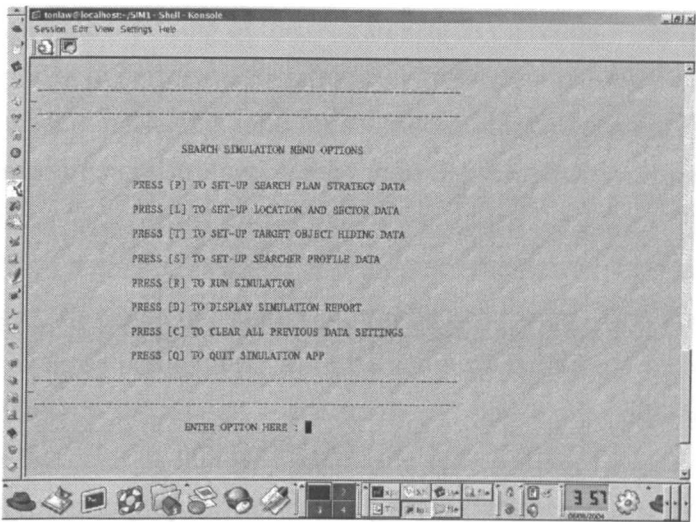 tonlaw@localhost:~/SIM1 - Shell - Konsole
Session Edit View Settings Help
SEARCH SIMULATION MENU OPTIONS
PRESS [P] TO SET-UP SEARCH PLAN STRATEGY DATA
PRESS [L] TO SET-UP LOCATION AND SECTOR DATA
PRESS [T] TO SET-UP TARGET OBJECT HIDING DATA
PRESS [S] TO SET-UP SEARCHER PROFILE DATA
PRESS [R] TO RUN SIMULATION
PRESS [D] TO DISPLAY SIMULATION REPORT
PRESS [C] TO CLEAR ALL PREVIOUS DATA SETTINGS
PRESS [Q] TO QUIT SIMULATION APP
ENTER OPTION HERE :
2
3 4
3 57